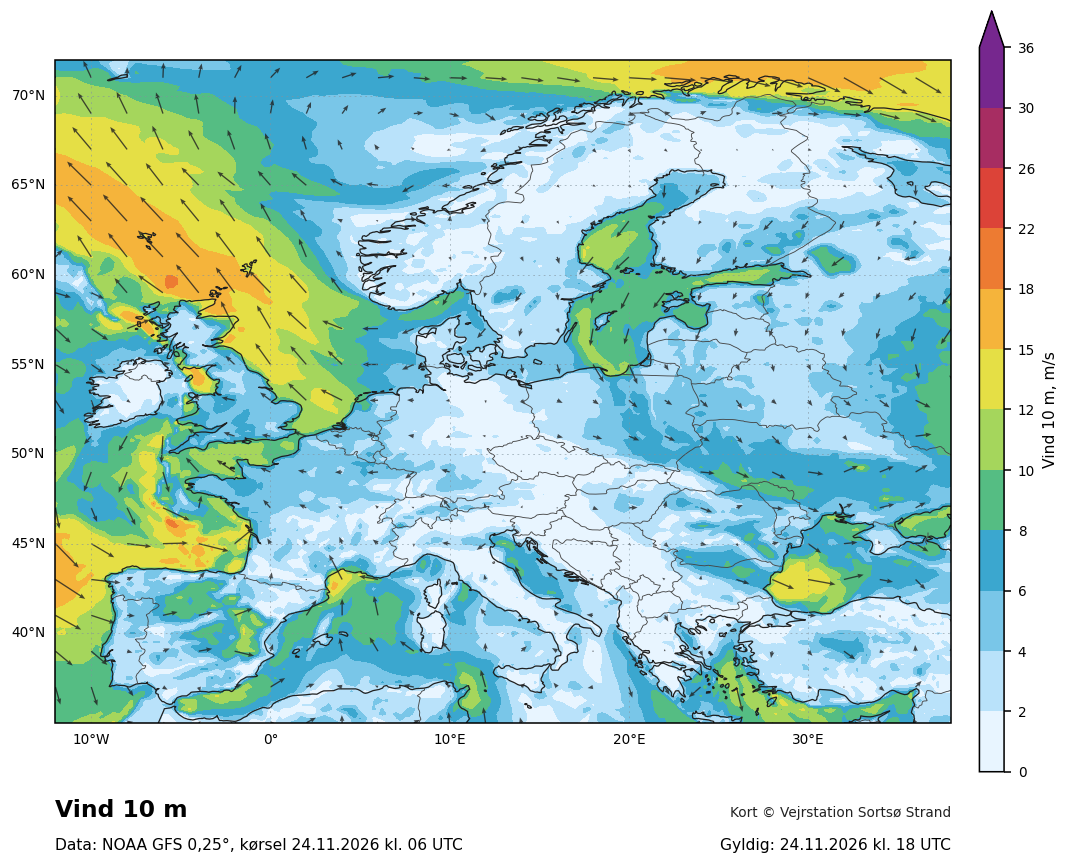 36
30
26
22
18
15
12
10
8
6
4
2
0
Vind 10 m, m/s
70°N
65°N
60°N
55°N
50°N
45°N
40°N
10°W
0°
10°E
20°E
30°E
Vind 10 m
Kort © Vejrstation Sortsø Strand
Data: NOAA GFS 0,25°, kørsel 24.11.2026 kl. 06 UTC
Gyldig: 24.11.2026 kl. 18 UTC